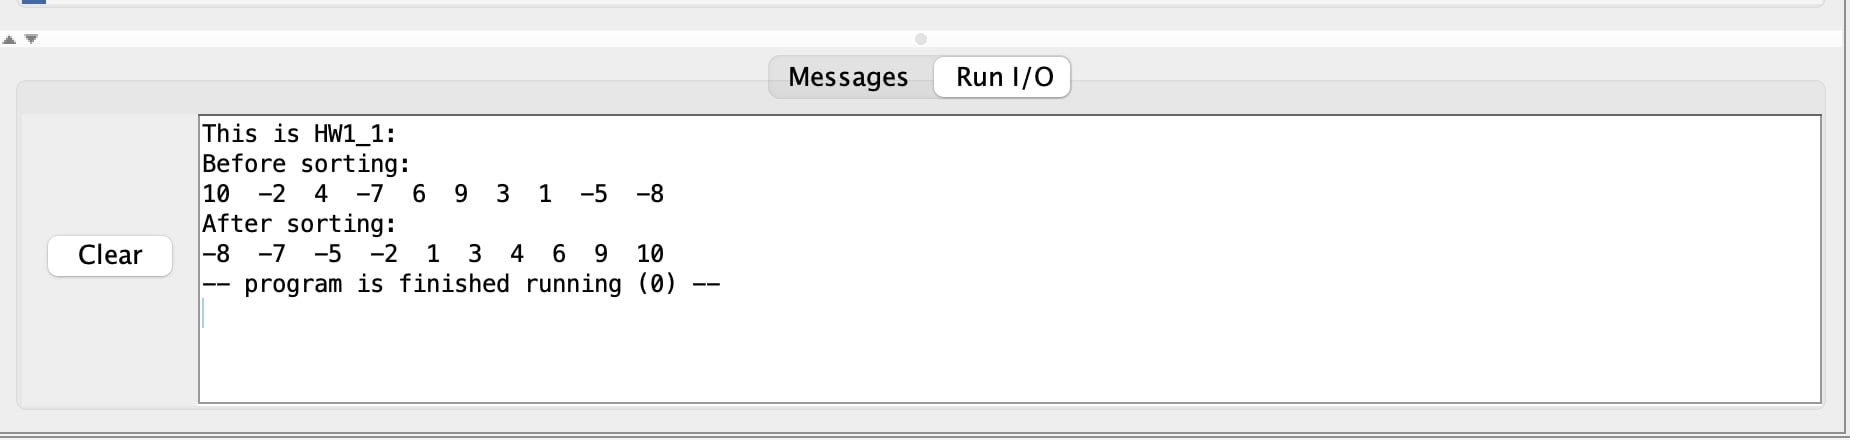 Messages Run I/O
This is HW1_1:
Before sorting:
10  -2  4  -7  6  9  3  1  -5  -8
After sorting:
-8  -7  -5  -2  1  3  4  6  9  10
-- program is finished running (0) --
Clear